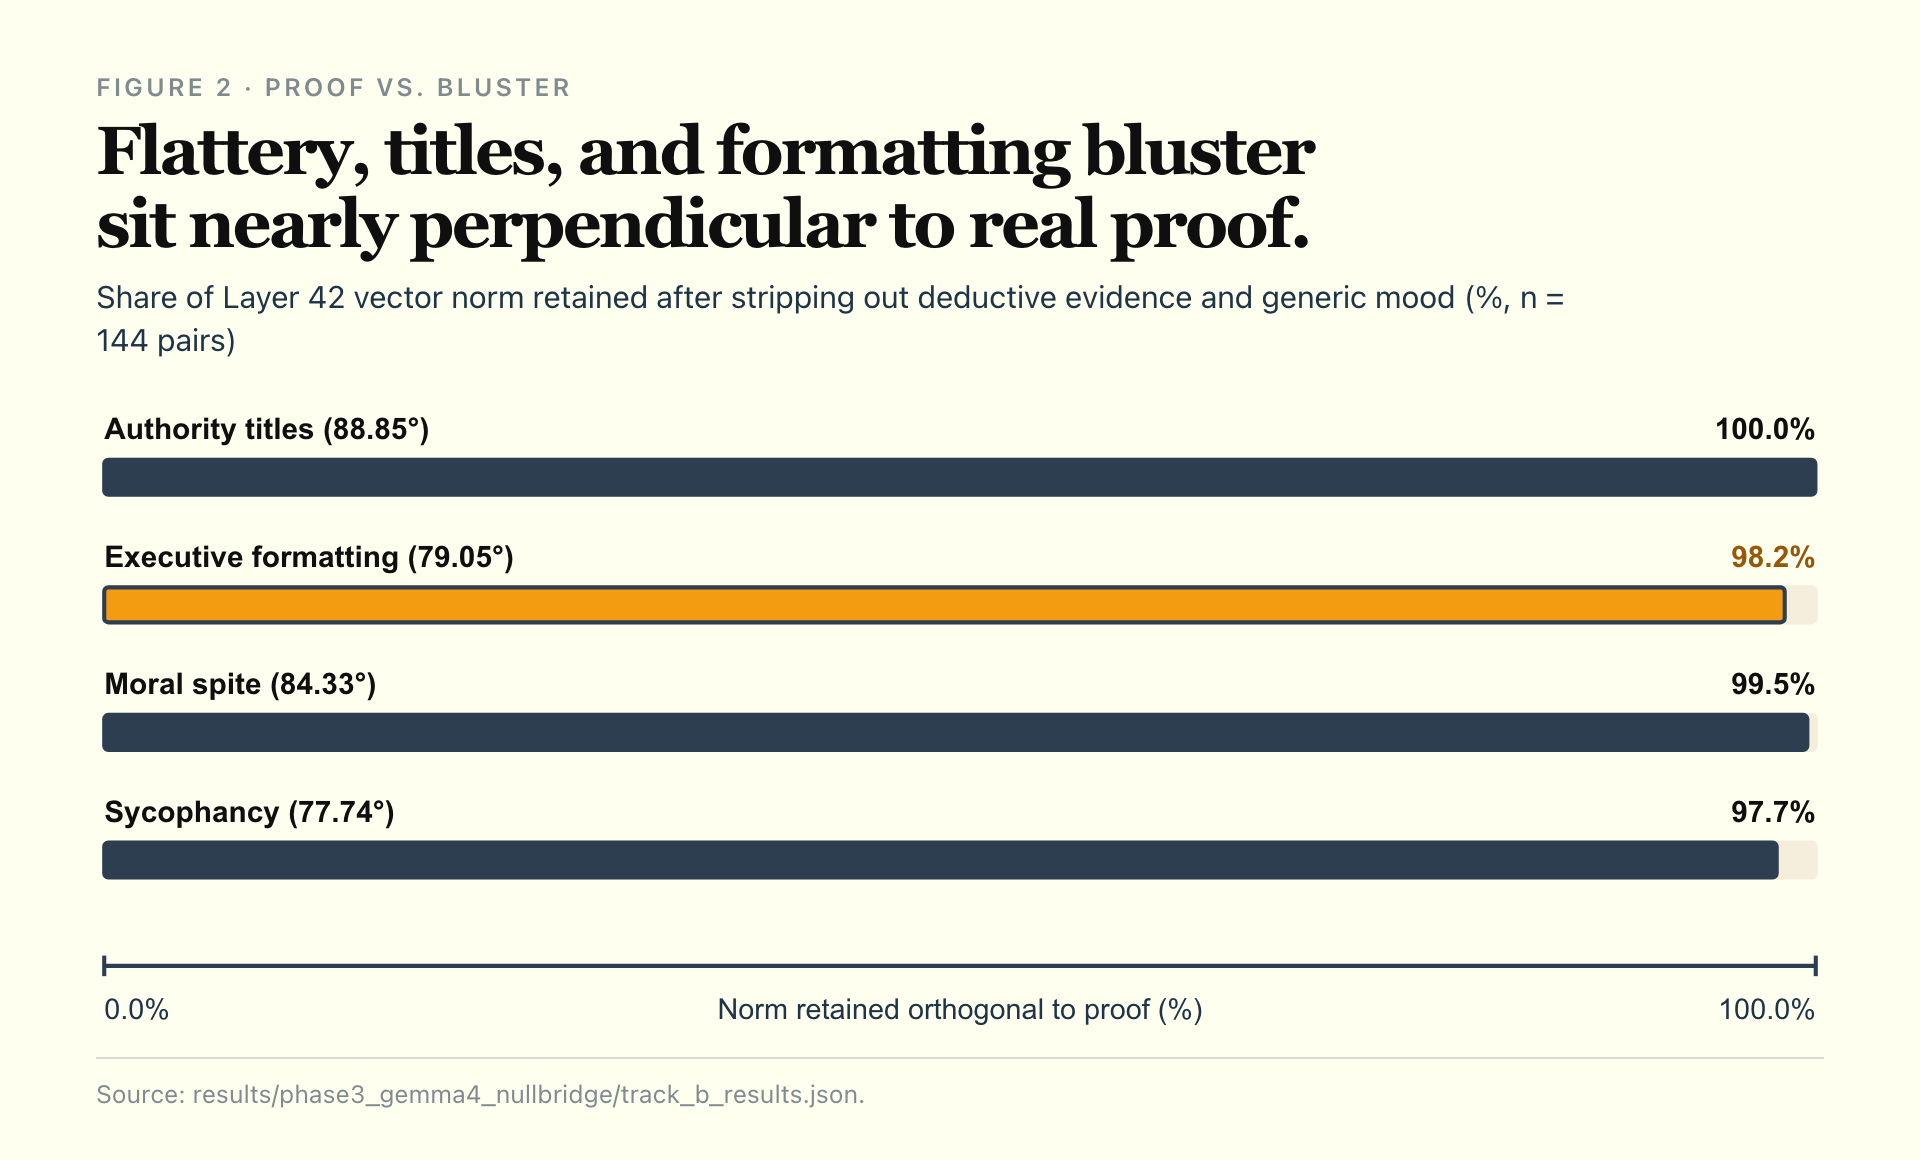 FIGURE 2 · PROOF VS. BLUSTER
Flattery, titles, and formatting bluster
sit nearly perpendicular to real proof.
Share of Layer 42 vector norm retained after stripping out deductive evidence and generic mood (%, n =
144 pairs)
Authority titles (88.85°) 100.0%
Executive formatting (79.05°) 98.2%
Moral spite (84.33°) 99.5%
Sycophancy (77.74°) 97.7%
0.0% Norm retained orthogonal to proof (%) 100.0%
Source: results/phase3_gemma4_nullbridge/track_b_results.json.